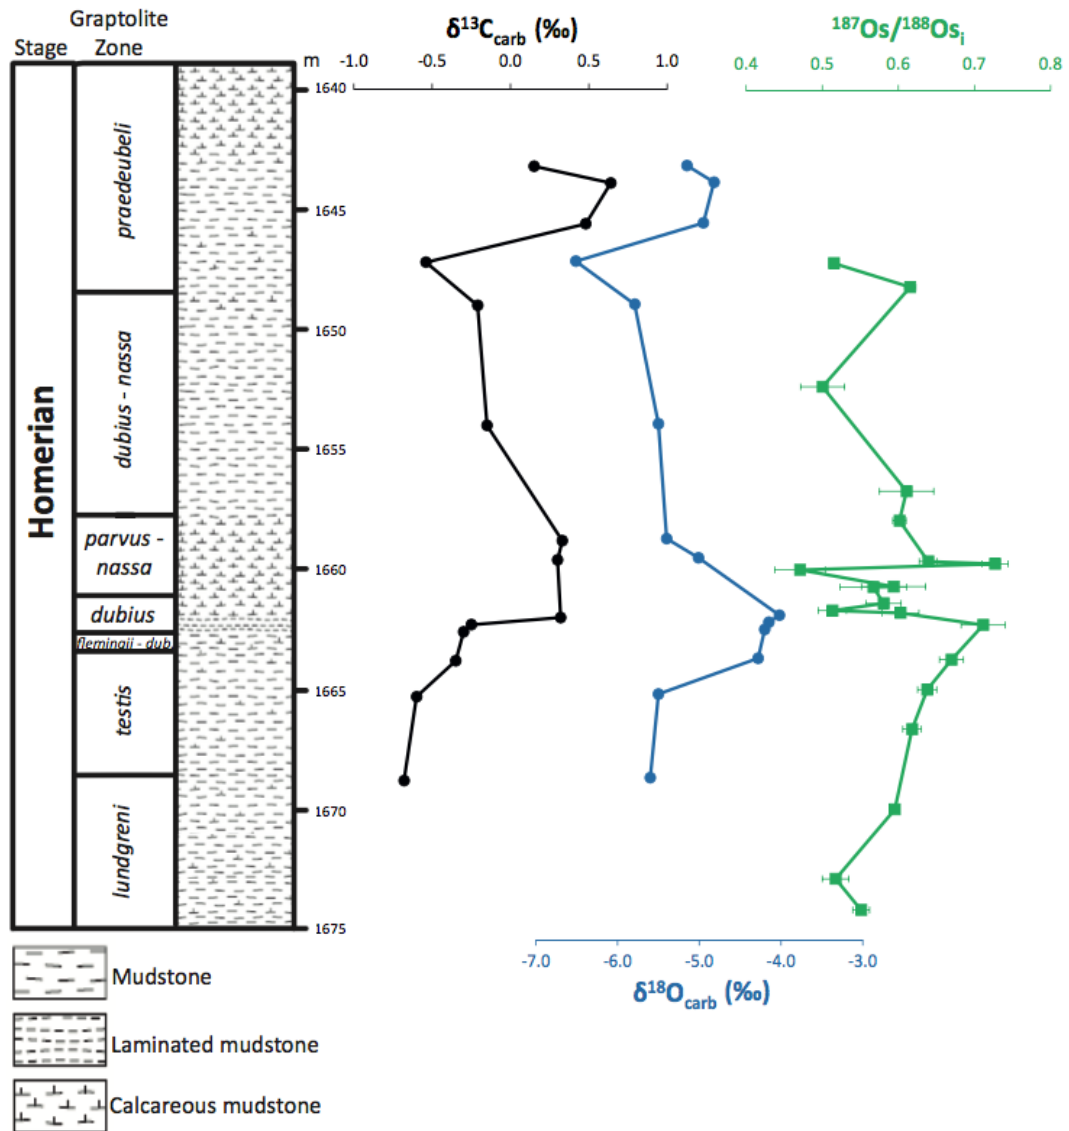 Graptolite
Stage Zone
m
δ13Ccarb (‰)
-1.0 -0.5 0.0 0.5 1.0
187Os/188Osi
0.4 0.5 0.6 0.7 0.8
Homerian
praedeubeli
dubius - nassa
parvus -
nassa
dubius
flemingii - dub
testis
lundgreni
1640
1645
1650
1655
1660
1665
1670
1675
-7.0 -6.0 -5.0 -4.0 -3.0
δ18Ocarb (‰)
Mudstone
Laminated mudstone
Calcareous mudstone